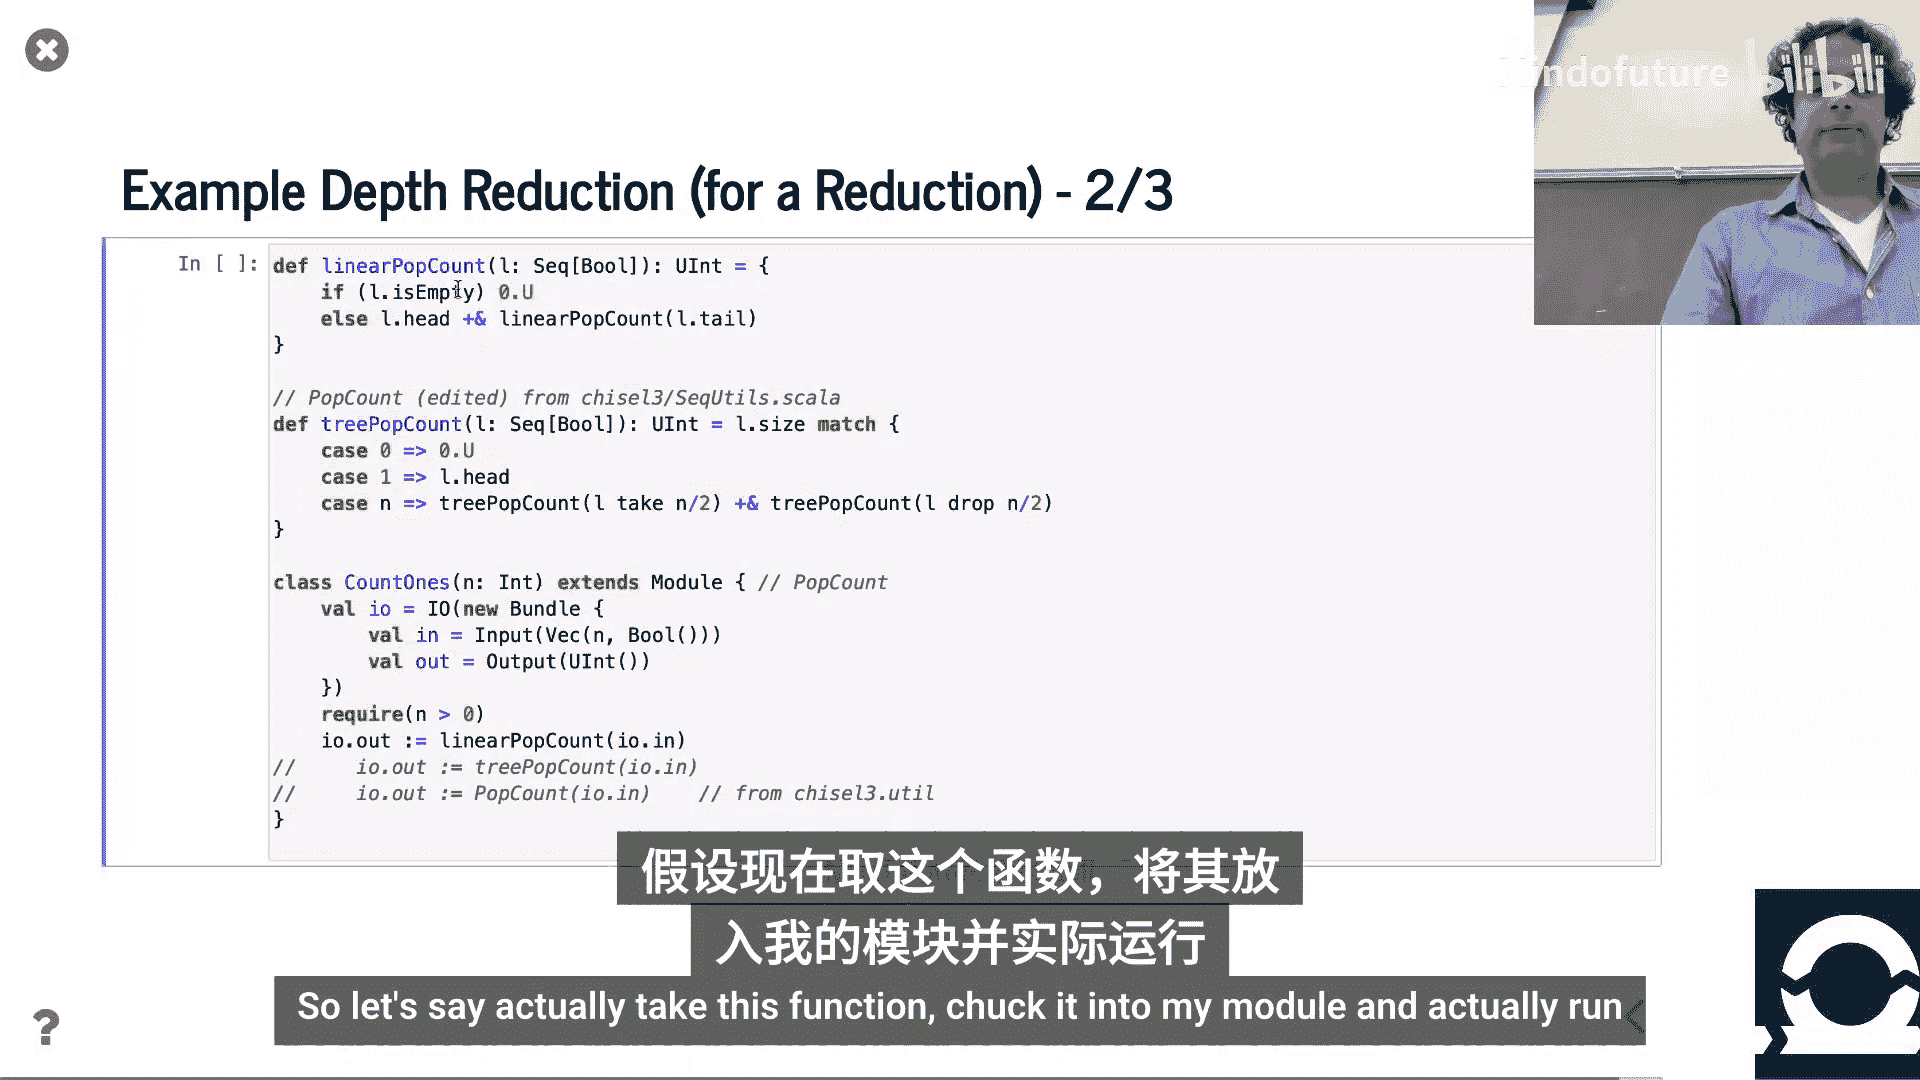 indofuture bilibili
Example Depth Reduction (for a Reduction) - 2/3
In [ ]: def linearPopCount(l: Seq[Bool]): UInt = {
if (l.isEmpty) 0.U
else l.head +& linearPopCount(l.tail)
}
// PopCount (edited) from chisel3/SeqUtils.scala
def treePopCount(l: Seq[Bool]): UInt = l.size match {
case 0 => 0.U
case 1 => l.head
case n => treePopCount(l take n/2) +& treePopCount(l drop n/2)
}
class CountOnes(n: Int) extends Module { // PopCount
val io = IO(new Bundle {
val in = Input(Vec(n, Bool()))
val out = Output(UInt())
})
require(n > 0)
io.out := linearPopCount(io.in)
// io.out := treePopCount(io.in)
// io.out := PopCount(io.in) // from chisel3.util
}
假设现在取这个函数，将其放
入我的模块并实际运行
So let's say actually take this function, chuck it into my module and actually run
?